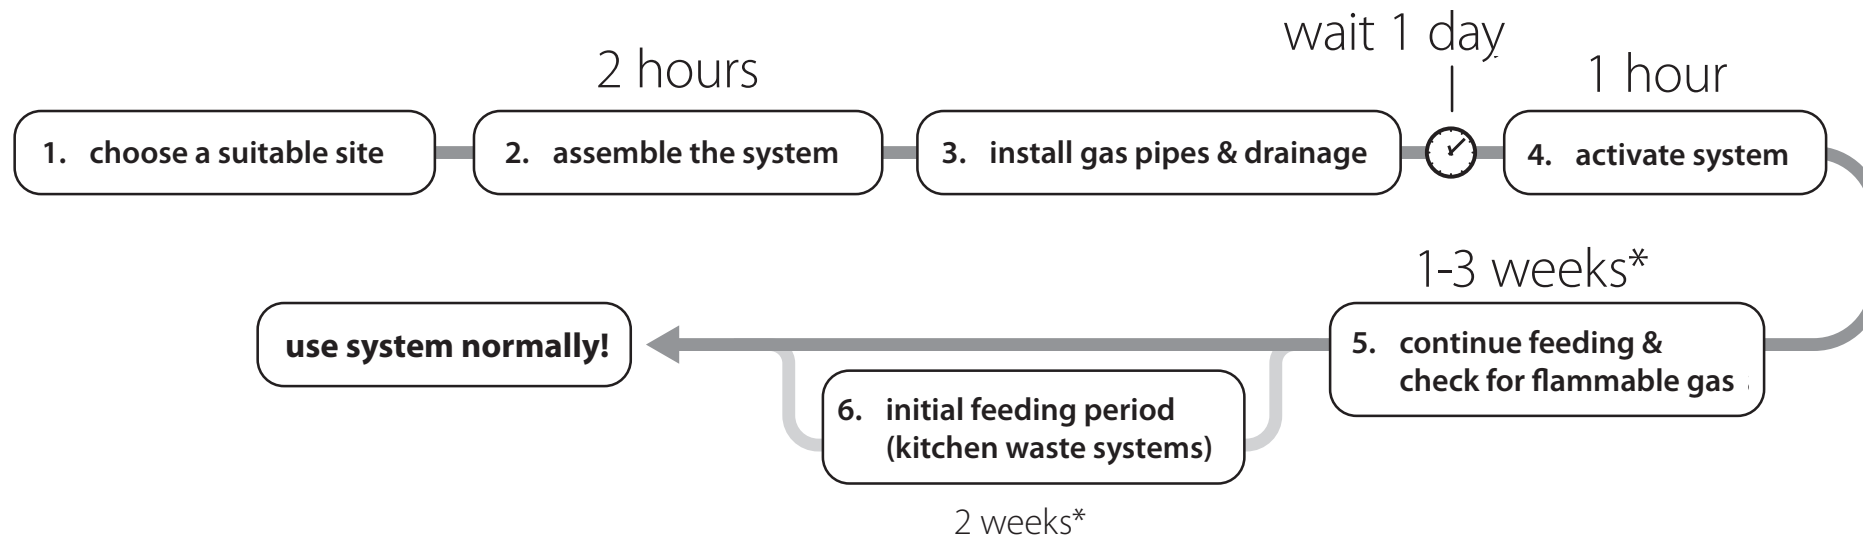 wait 1 day
2 hours
1 hour
1. choose a suitable site
2. assemble the system
3. install gas pipes & drainage
4. activate system
1-3 weeks*
use system normally!
5. continue feeding &
check for flammable gas
6. initial feeding period
(kitchen waste systems)
2 weeks*